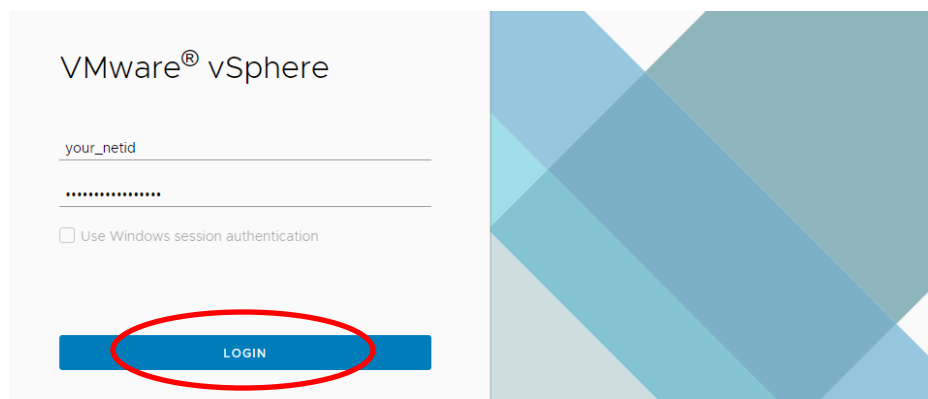 VMware® vSphere
your_netid
•••••••••••••••••
Use Windows session authentication
LOGIN